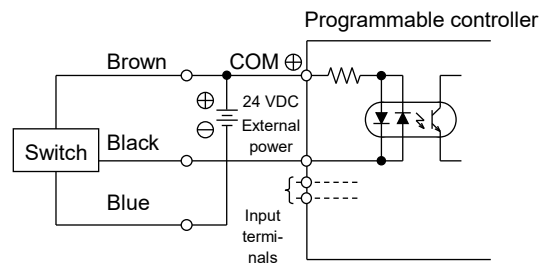 Programmable controller
Brown
COM ⊕
⊕
24 VDC
⊖
External
power
Switch
Black
Blue
Input
termi-
nals